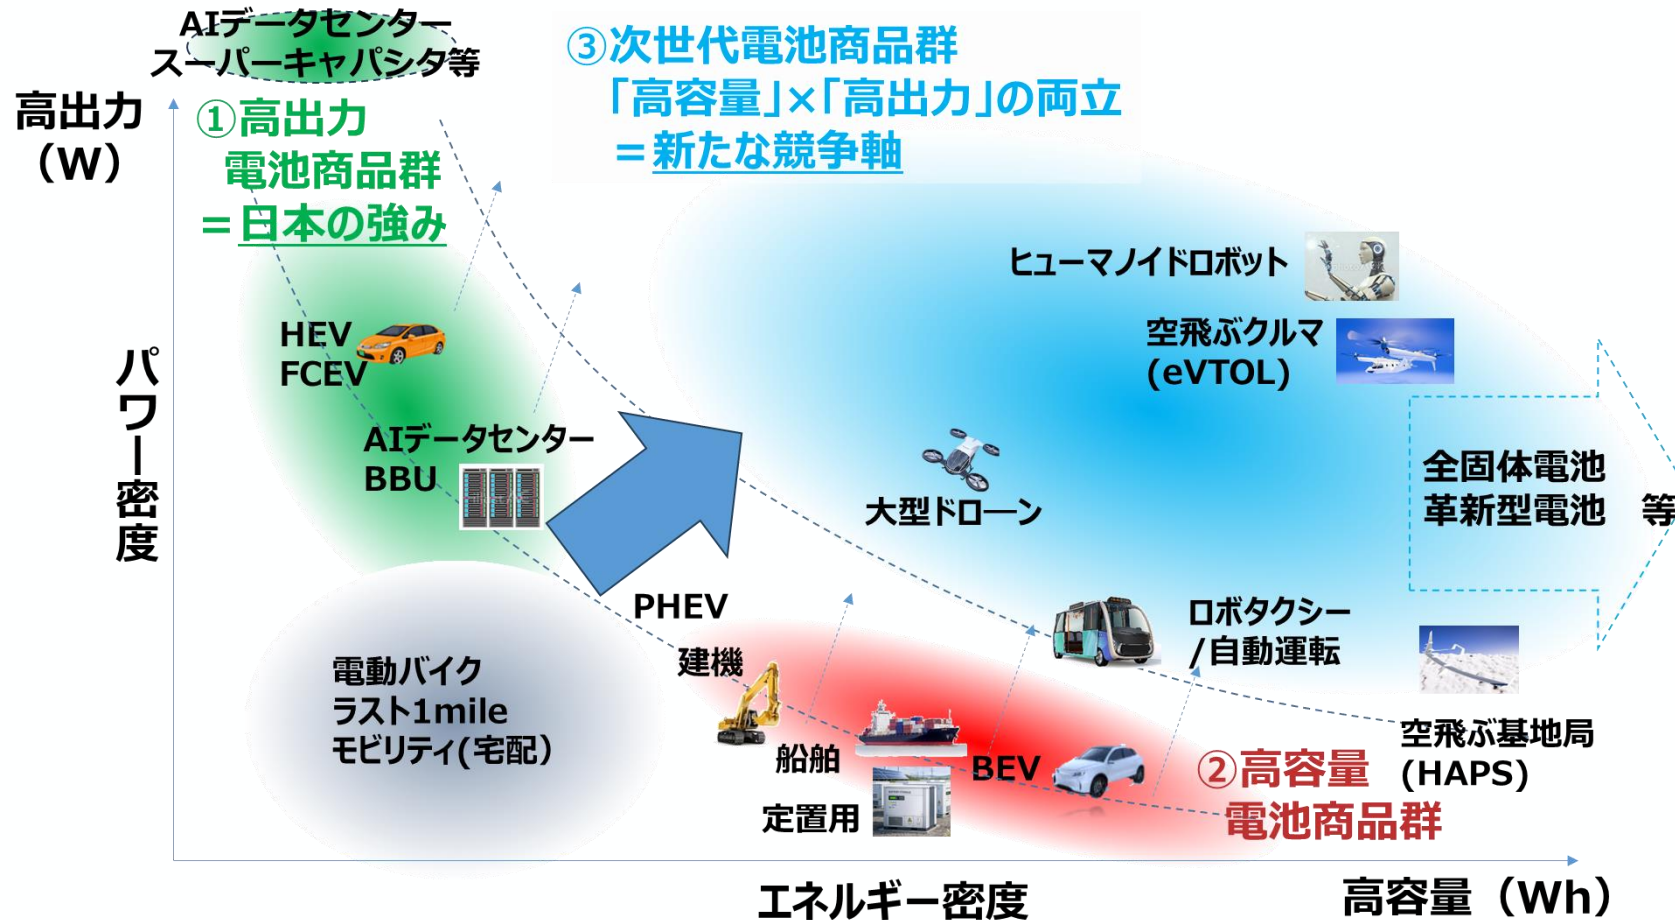 AIデータセンター
スーパーキャパシタ等
③次世代電池商品群
「高容量」×「高出力」の両立
＝新たな競争軸
高出力
（W）
①高出力
電池商品群
＝日本の強み
ヒューマノイドロボット
HEV
FCEV
空飛ぶクルマ
(eVTOL)
パワー密度
AIデータセンター
BBU
大型ドローン
全固体電池
革新型電池　等
PHEV
ロボタクシー
/自動運転
建機
電動バイク
ラスト1mile
モビリティ(宅配）
船舶
BEV
空飛ぶ基地局
(HAPS)
②高容量
電池商品群
定置用
エネルギー密度
高容量（Wh）